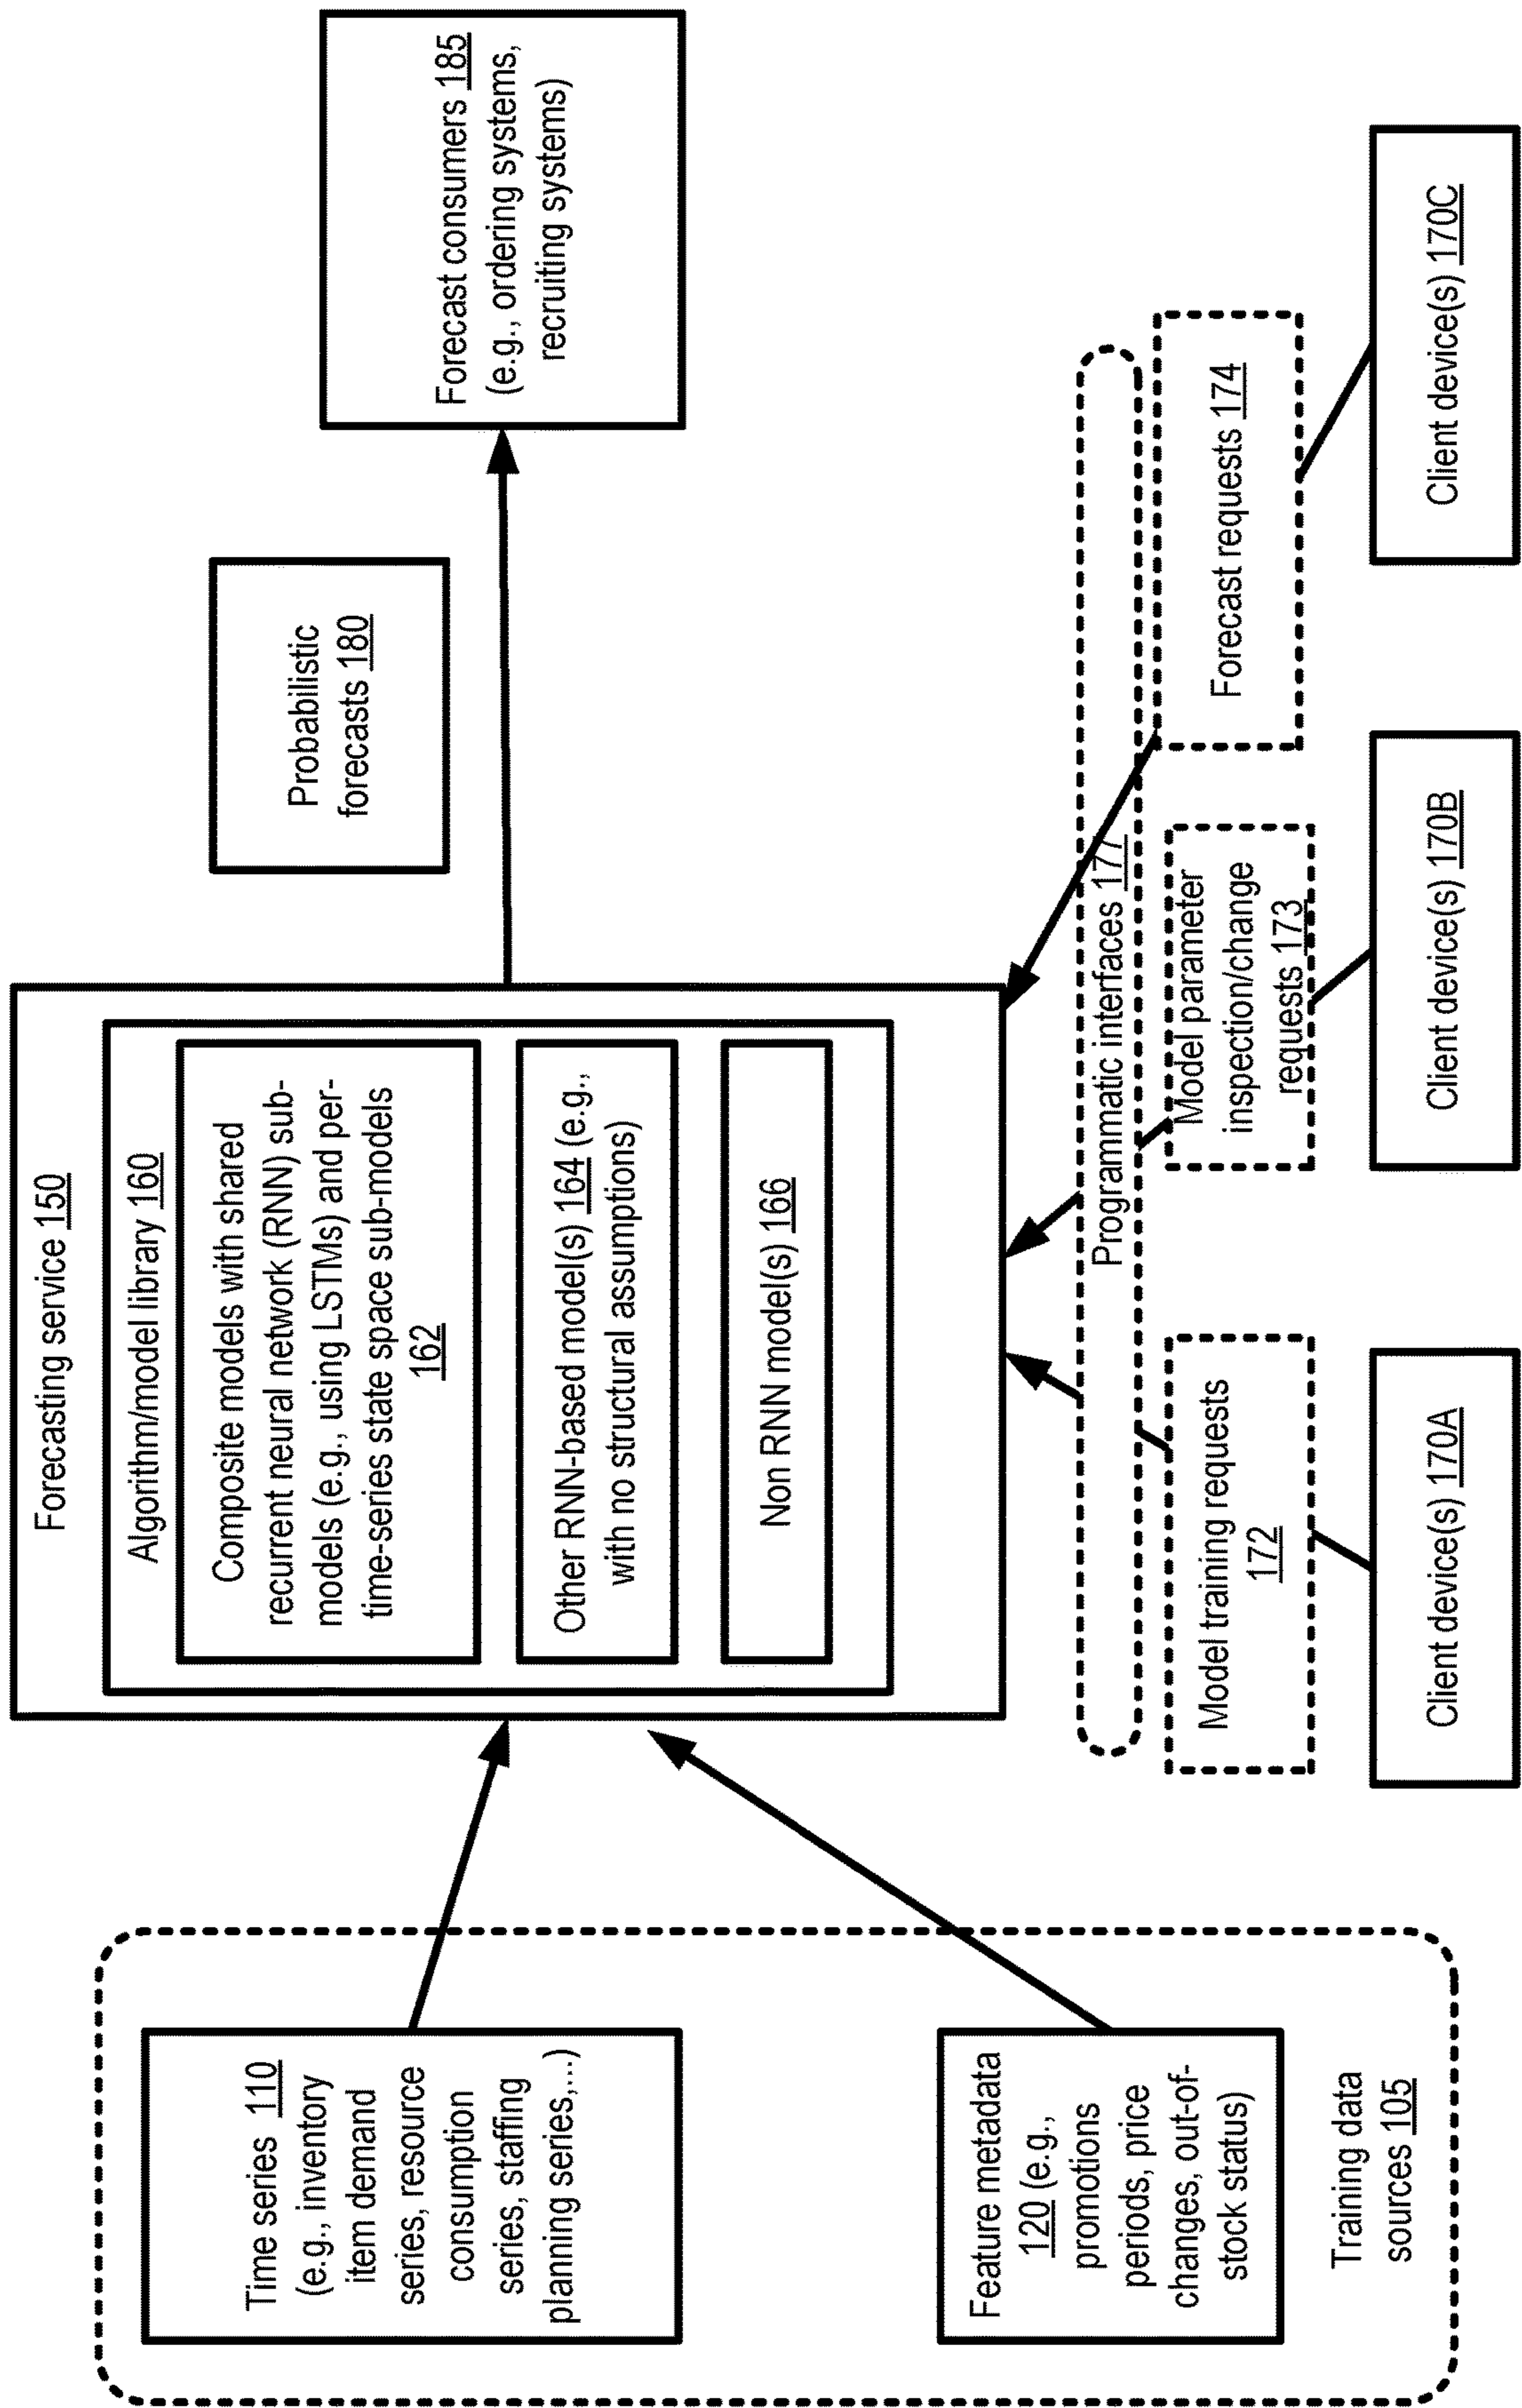 Forecasting service 150
Algorithm/model library 160
Composite models with shared
recurrent neural network (RNN) sub-
models (e.g., using LSTMs) and per-
time-series state space sub-models
162
Other RNN-based model(s) 164 (e.g.,
with no structural assumptions)
Non RNN model(s) 166
Time series 110
(e.g., inventory
item demand
series, resource
consumption
series, staffing
planning series,...)
Feature metadata
120 (e.g.,
promotions
periods, price
changes, out-of-
stock status)
Training data
sources 105
Probabilistic
forecasts 180
Forecast consumers 185
(e.g., ordering systems,
recruiting systems)
Programmatic interfaces 177
Model training requests
172
Model parameter
inspection/change
requests 173
Forecast requests 174
Client device(s) 170A
Client device(s) 170B
Client device(s) 170C